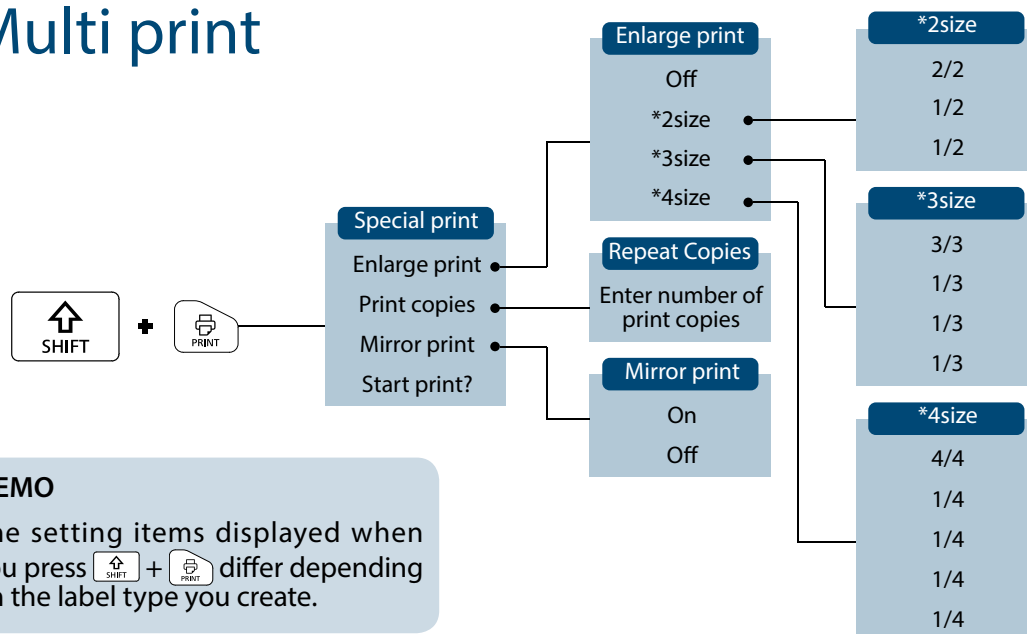 Multi print
SHIFT
+
PRINT
Special print
Enlarge print
Print copies
Mirror print
Start print?
Enlarge print
Off
*2size
*3size
*4size
Repeat Copies
Enter number of
print copies
Mirror print
On
Off
*2size
2/2
1/2
1/2
*3size
3/3
1/3
1/3
1/3
*4size
4/4
1/4
1/4
1/4
1/4
EMO
he setting items displayed when
ou press SHIFT + PRINT differ depending
n the label type you create.